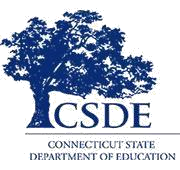 CSDE
CONNECTICUT STATE
DEPARTMENT OF EDUCATION